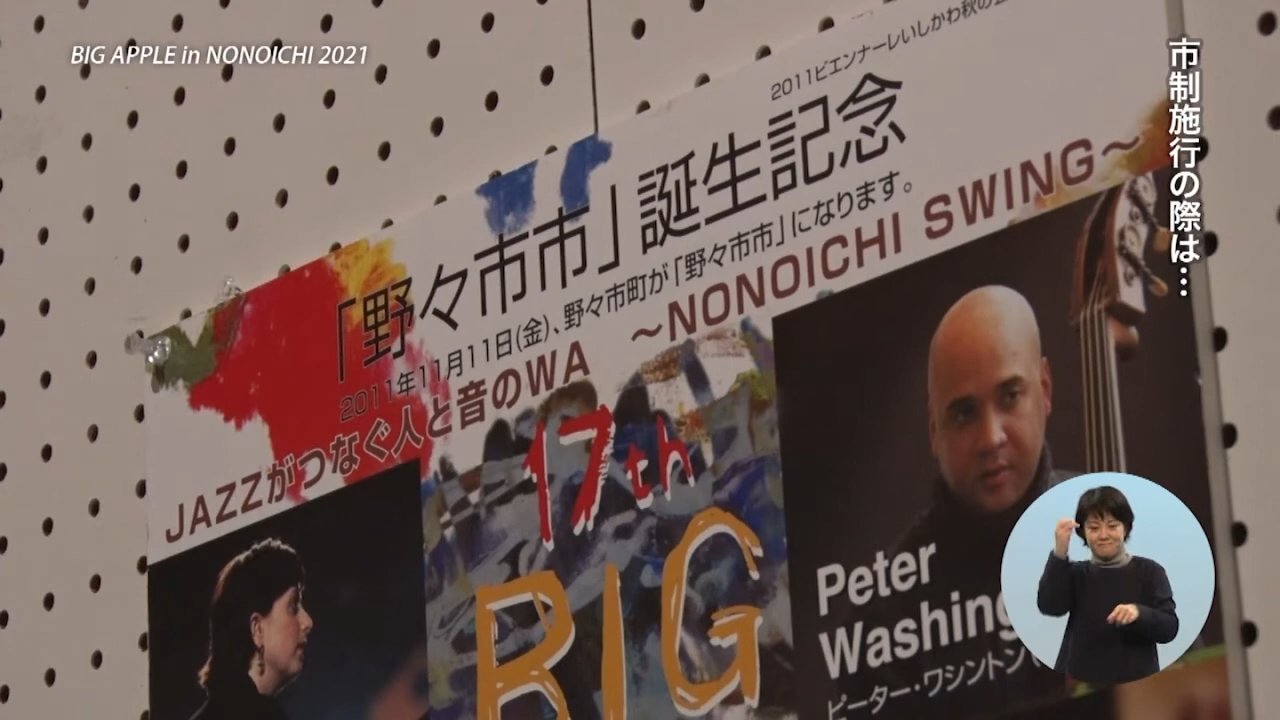 BIG APPLE in NONOICHI 2021
市制施行の際は…
2011ビエンナーレいしかわ秋の
「野々市市」誕生記念
2011年11月11日(金)、野々市町が「野々市市」になります。
JAZZがつなぐ人と音のWA ～NONOICHI SWING～
17th
BIG
Peter
Washing
ピーター・ワシントン